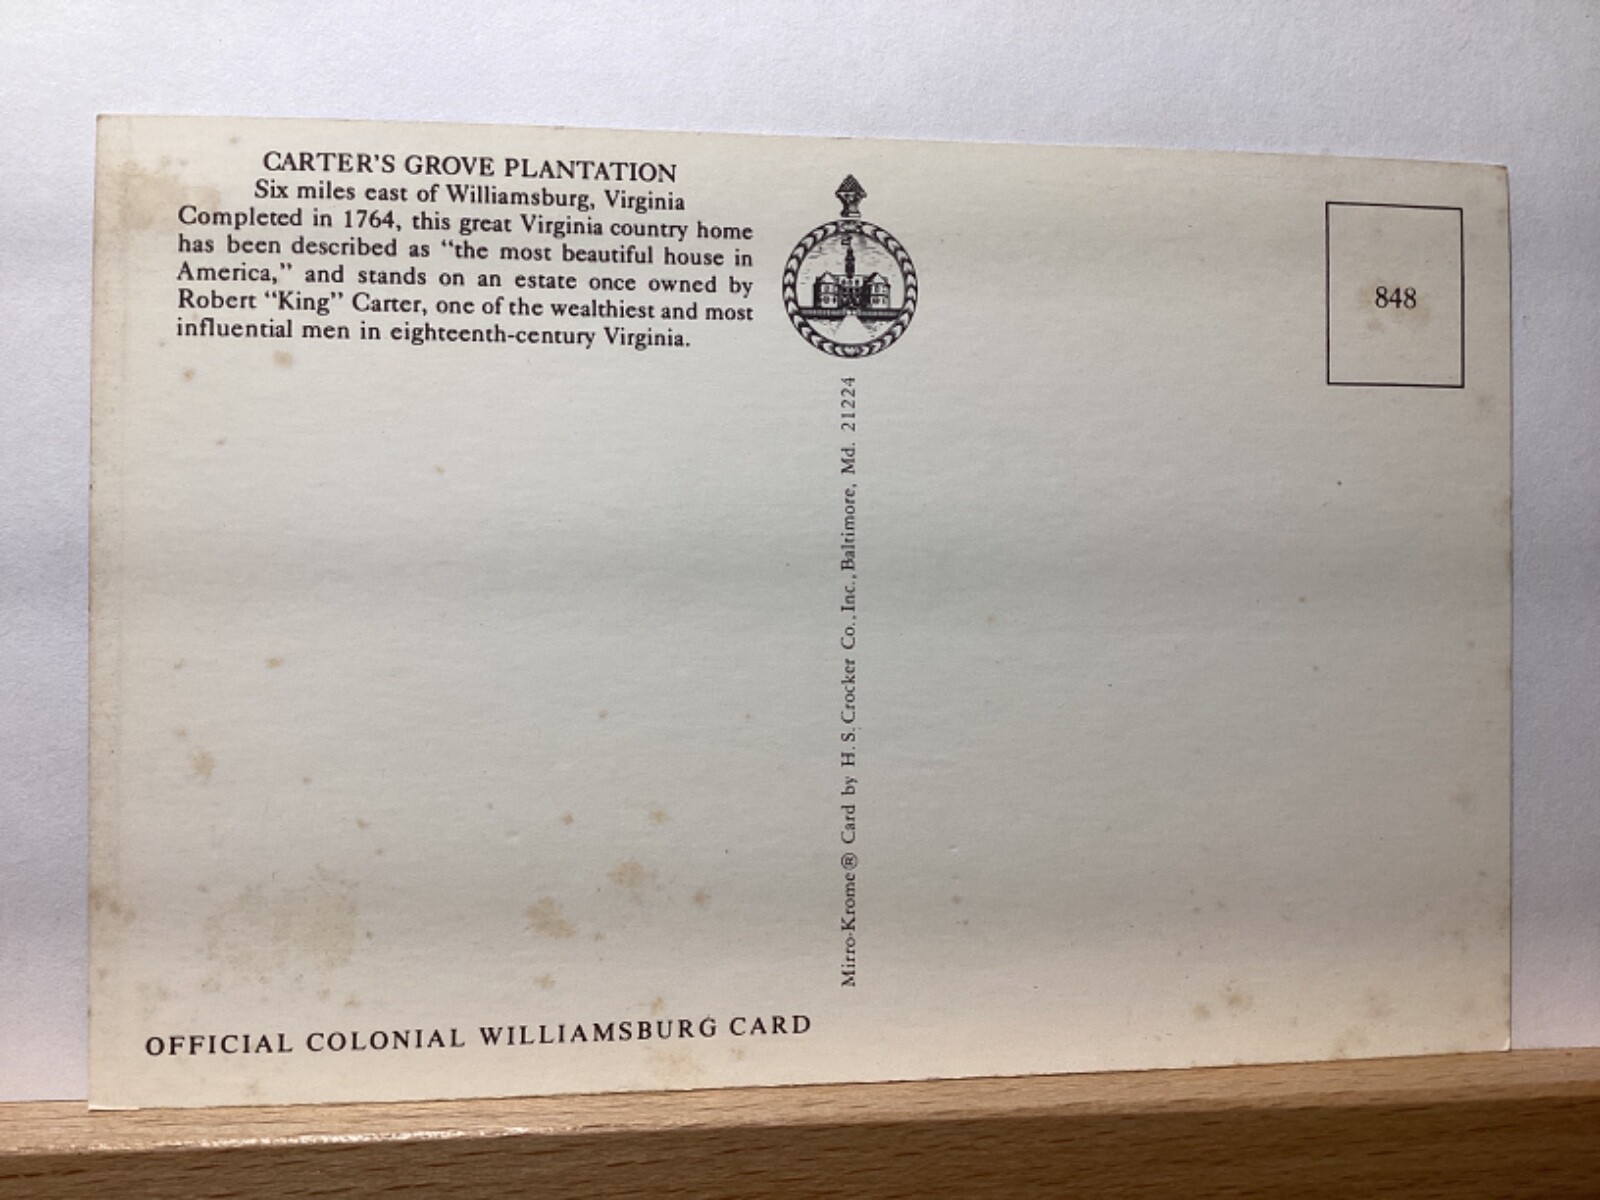 CARTER'S GROVE PLANTATION
Six miles east of Williamsburg, Virginia
Completed in 1764, this great Virginia country home
has been described as "the most beautiful house in
America," and stands on an estate once owned by
Robert "King" Carter, one of the wealthiest and most
influential men in eighteenth-century Virginia.
848
Mirro-Krome® Card by H. S. Crocker Co., Inc., Baltimore, Md. 21224
OFFICIAL COLONIAL WILLIAMSBURG CARD